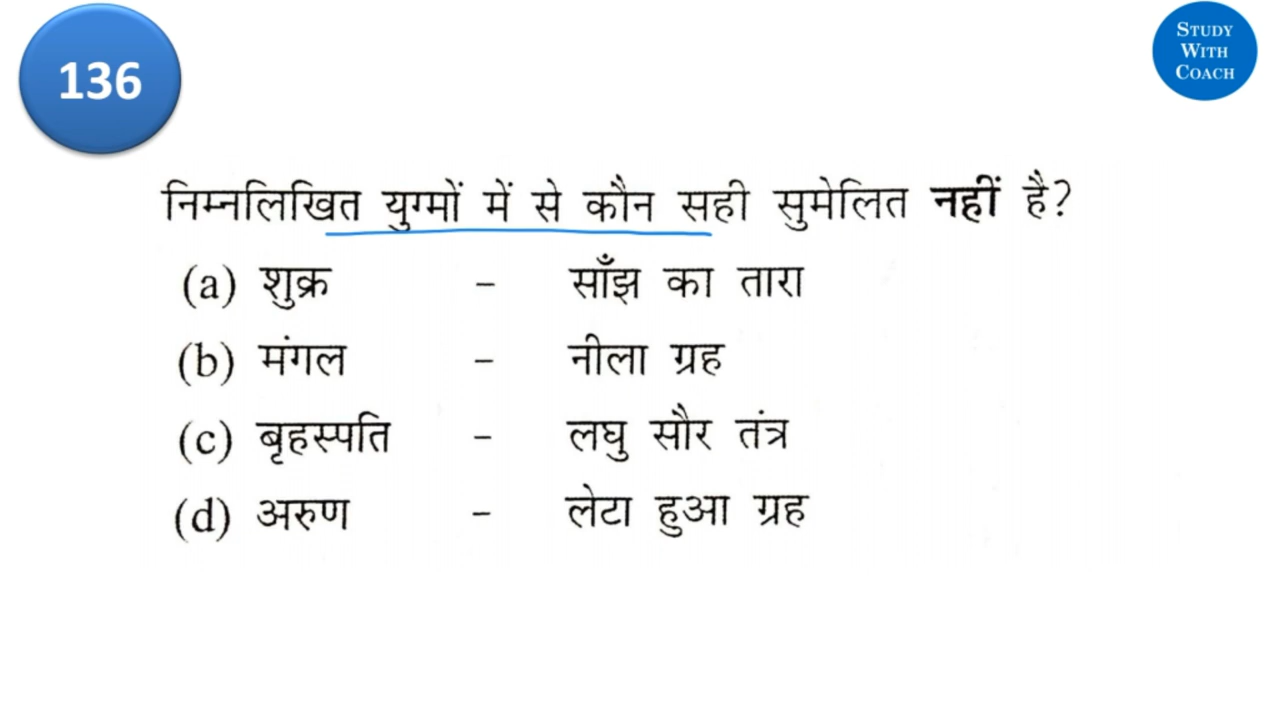 136
STUDY
WITH
COACH
निम्नलिखित युग्मों में से कौन सही सुमेलित नहीं है?
(a) शुक्र - साँझ का तारा
(b) मंगल - नीला ग्रह
(c) बृहस्पति - लघु सौर तंत्र
(d) अरुण - लेटा हुआ ग्रह